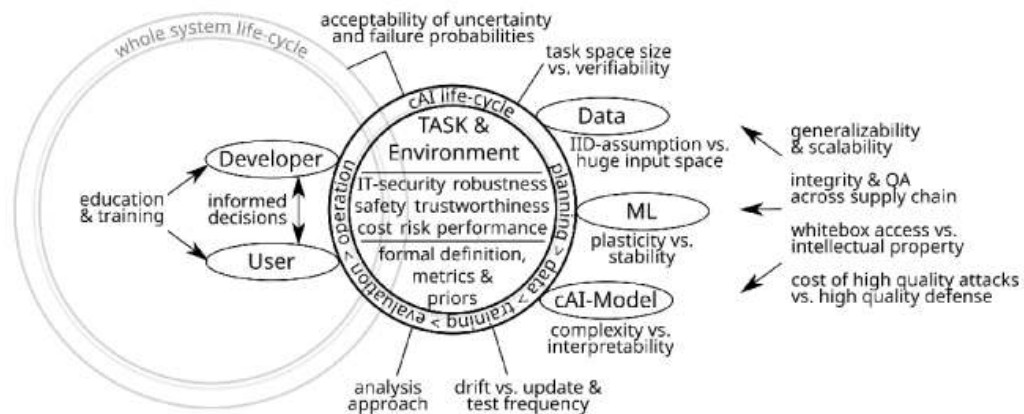 whole system life-cycle
acceptability of uncertainty
and failure probabilities
task space size
vs. verifiability
cAI life-cycle
planning > data > training > evaluation > operation
TASK &
Environment
IT-security robustness
safety trustworthiness
cost risk performance
formal definition,
metrics &
priors
Developer
education
& training
informed
decisions
User
Data
IID-assumption vs.
huge input space
ML
plasticity vs.
stability
cAI-Model
complexity vs.
interpretability
generalizability
& scalability
integrity & QA
across supply chain
whitebox access vs.
intellectual property
cost of high quality attacks
vs. high quality defense
analysis
approach
drift vs. update &
test frequency